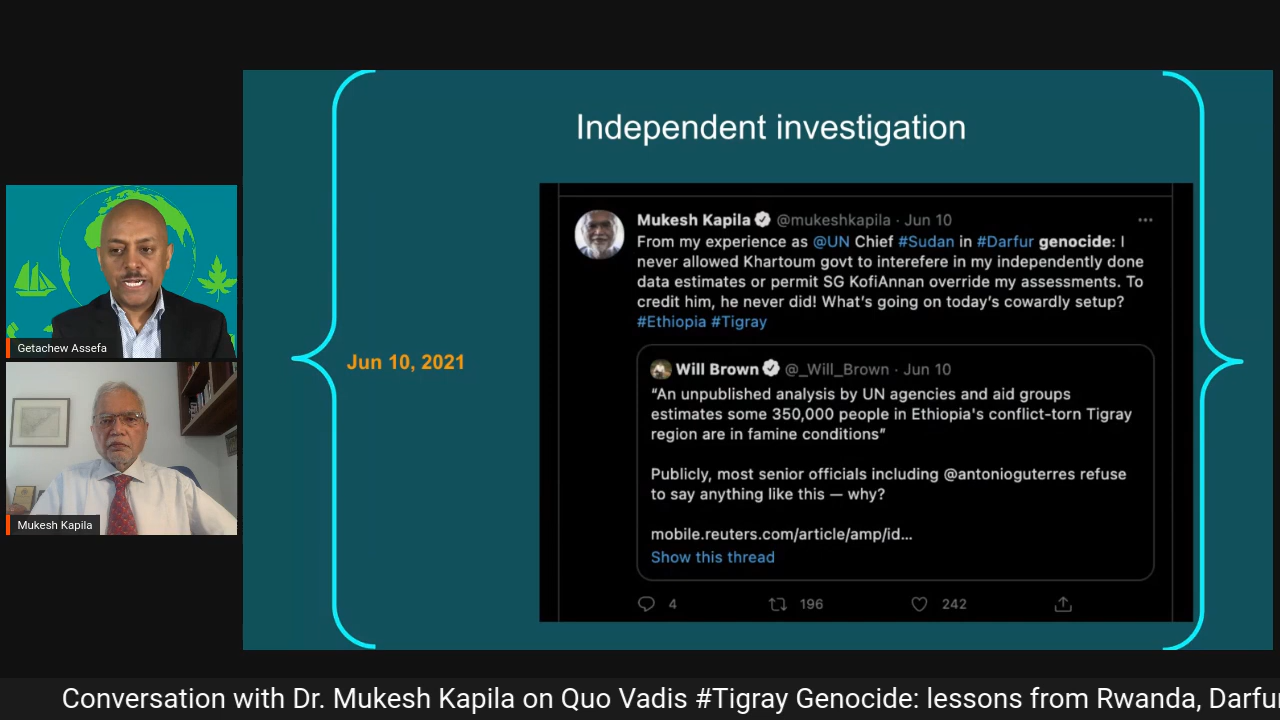 Independent investigation
Mukesh Kapila @mukeshkapila · Jun 10
From my experience as @UN Chief #Sudan in #Darfur genocide: I
never allowed Khartoum govt to interefere in my independently done
data estimates or permit SG KofiAnnan override my assessments. To
credit him, he never did! What's going on today's cowardly setup?
#Ethiopia #Tigray
Jun 10, 2021
Will Brown @_Will_Brown · Jun 10
“An unpublished analysis by UN agencies and aid groups
estimates some 350,000 people in Ethiopia's conflict-torn Tigray
region are in famine conditions”
Publicly, most senior officials including @antonioguterres refuse
to say anything like this — why?
mobile.reuters.com/article/amp/id...
Show this thread
4 196 242
Getachew Assefa
Mukesh Kapila
Conversation with Dr. Mukesh Kapila on Quo Vadis #Tigray Genocide: lessons from Rwanda, Darfu